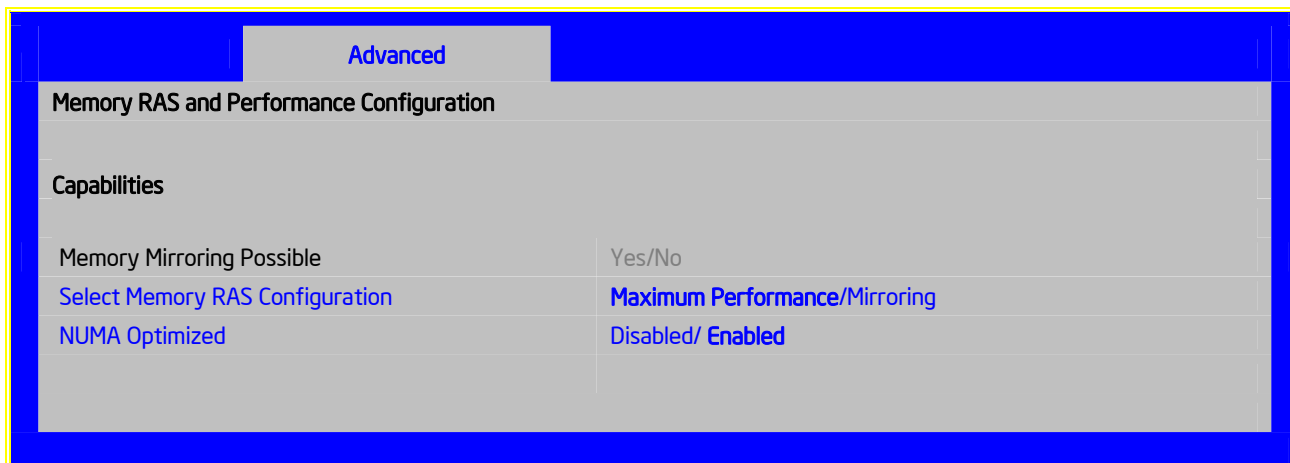 Advanced
Memory RAS and Performance Configuration
Capabilities
Memory Mirroring Possible Yes/No
Select Memory RAS Configuration Maximum Performance/Mirroring
NUMA Optimized Disabled/ Enabled